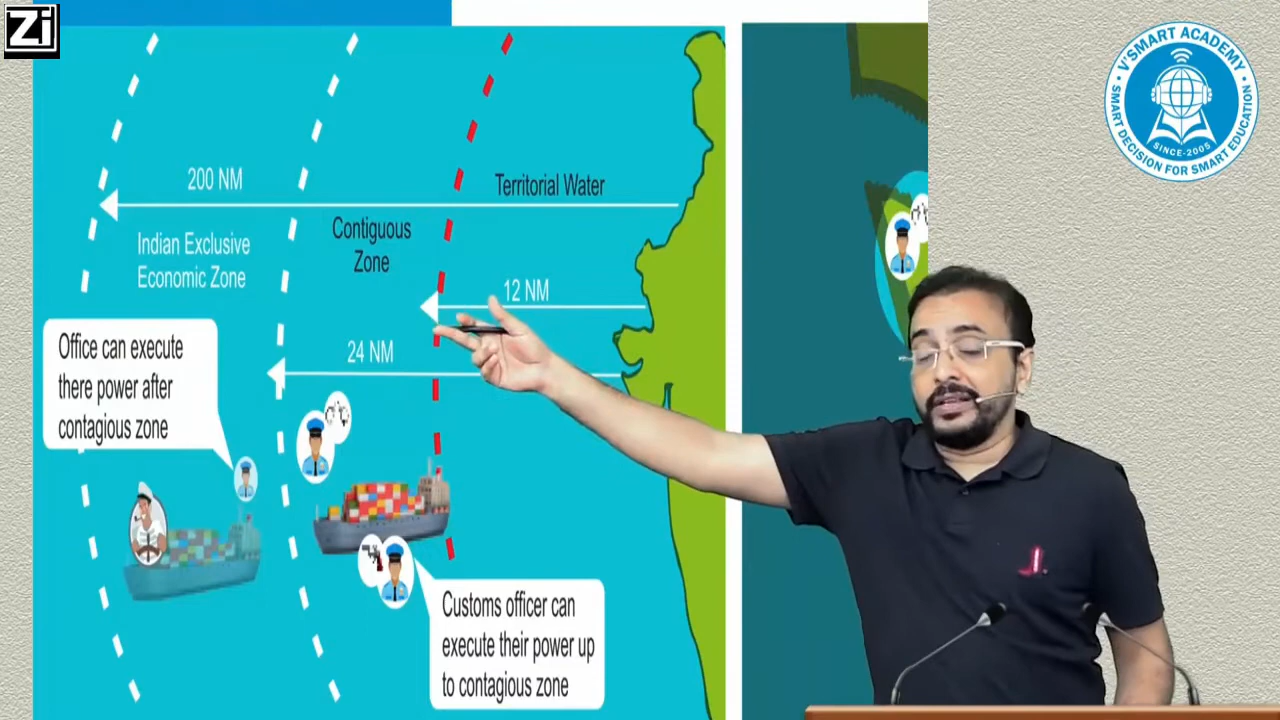 Zi
V'SMART ACADEMY
SINCE-2005
SMART DECISION FOR SMART EDUCATION
200 NM
Territorial Water
Contiguous
Zone
Indian Exclusive
Economic Zone
12 NM
24 NM
Office can execute
there power after
contagious zone
Customs officer can
execute their power up
to contagious zone